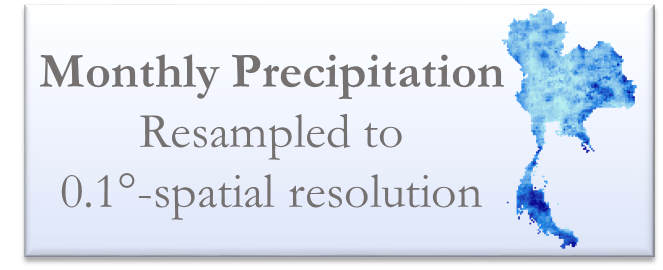 Monthly Precipitation
Resampled to
0.1°-spatial resolution